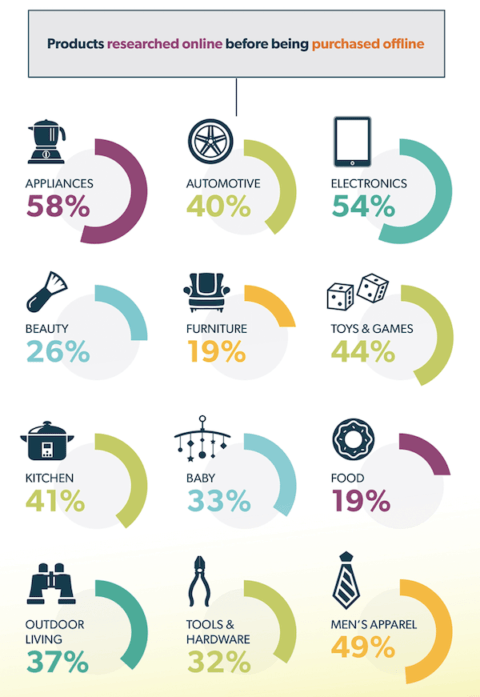 Products researched online before being purchased offline
APPLIANCES
58%
AUTOMOTIVE
40%
ELECTRONICS
54%
BEAUTY
26%
FURNITURE
19%
TOYS & GAMES
44%
KITCHEN
41%
BABY
33%
FOOD
19%
OUTDOOR
LIVING
37%
TOOLS &
HARDWARE
32%
MEN'S APPAREL
49%